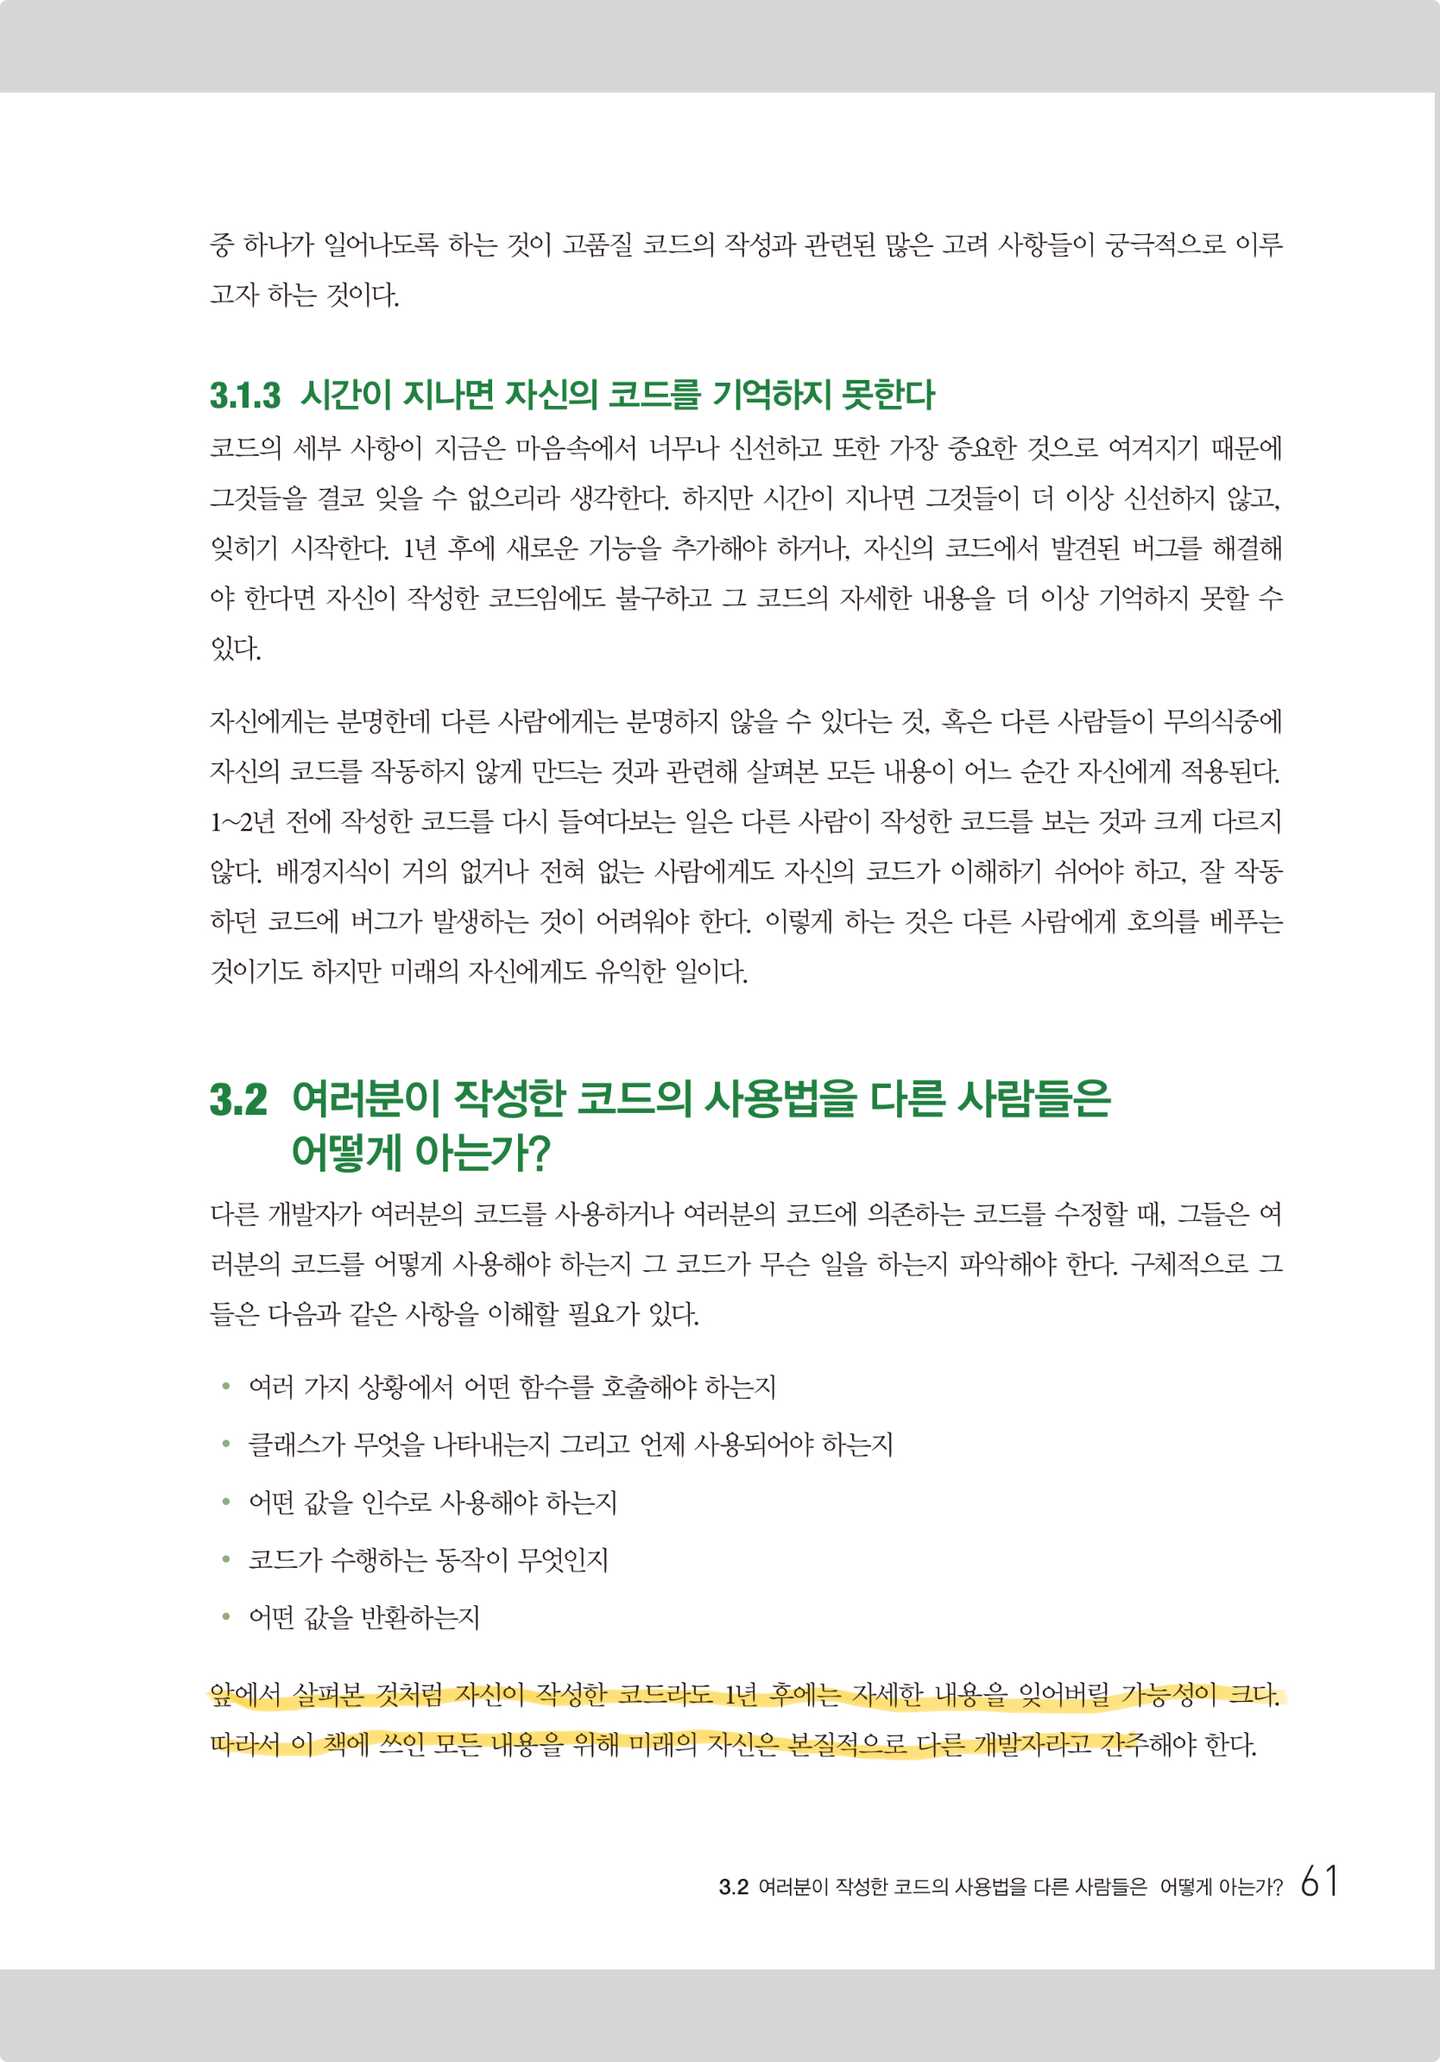 중 하나가 일어나도록 하는 것이 고품질 코드의 작성과 관련된 많은 고려 사항들이 궁극적으로 이루
고자 하는 것이다.
3.1.3 시간이 지나면 자신의 코드를 기억하지 못한다
코드의 세부 사항이 지금은 마음속에서 너무나 신선하고 또한 가장 중요한 것으로 여겨지기 때문에
그것들을 결코 잊을 수 없으리라 생각한다. 하지만 시간이 지나면 그것들이 더 이상 신선하지 않고,
잊히기 시작한다. 1년 후에 새로운 기능을 추가해야 하거나, 자신의 코드에서 발견된 버그를 해결해
야 한다면 자신이 작성한 코드임에도 불구하고 그 코드의 자세한 내용을 더 이상 기억하지 못할 수
있다.
자신에게는 분명한데 다른 사람에게는 분명하지 않을 수 있다는 것, 혹은 다른 사람들이 무의식중에
자신의 코드를 작동하지 않게 만드는 것과 관련해 살펴본 모든 내용이 어느 순간 자신에게 적용된다.
1~2년 전에 작성한 코드를 다시 들여다보는 일은 다른 사람이 작성한 코드를 보는 것과 크게 다르지
않다. 배경지식이 거의 없거나 전혀 없는 사람에게도 자신의 코드가 이해하기 쉬어야 하고, 잘 작동
하던 코드에 버그가 발생하는 것이 어려워야 한다. 이렇게 하는 것은 다른 사람에게 호의를 베푸는
것이기도 하지만 미래의 자신에게도 유익한 일이다.
3.2 여러분이 작성한 코드의 사용법을 다른 사람들은
어떻게 아는가?
다른 개발자가 여러분의 코드를 사용하거나 여러분의 코드에 의존하는 코드를 수정할 때, 그들은 여
러분의 코드를 어떻게 사용해야 하는지 그 코드가 무슨 일을 하는지 파악해야 한다. 구체적으로 그
들은 다음과 같은 사항을 이해할 필요가 있다.
• 여러 가지 상황에서 어떤 함수를 호출해야 하는지
• 클래스가 무엇을 나타내는지 그리고 언제 사용되어야 하는지
• 어떤 값을 인수로 사용해야 하는지
• 코드가 수행하는 동작이 무엇인지
• 어떤 값을 반환하는지
앞에서 살펴본 것처럼 자신이 작성한 코드라도 1년 후에는 자세한 내용을 잊어버릴 가능성이 크다.
따라서 이 책에 쓰인 모든 내용을 위해 미래의 자신은 본질적으로 다른 개발자라고 간주해야 한다.
3.2 여러분이 작성한 코드의 사용법을 다른 사람들은 어떻게 아는가? 61